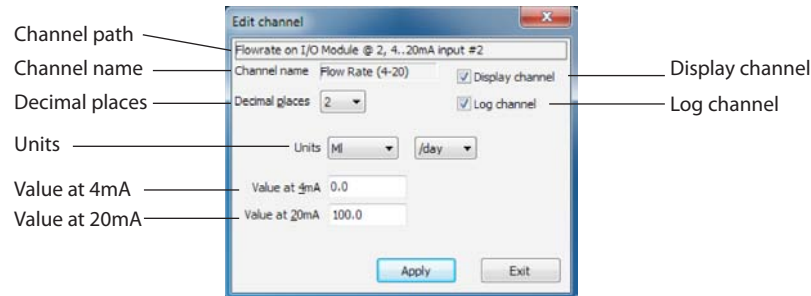 Edit channel
Channel path
Flowrate on I/O Module @ 2, 4..20mA input #2
Channel name
Channel name Flow Rate (4-20)
Display channel
Display channel
Decimal places
Decimal places 2
Log channel
Log channel
Units
Units Ml /day
Value at 4mA
Value at 4mA 0.0
Value at 20mA
Value at 20mA 100.0
Apply Exit